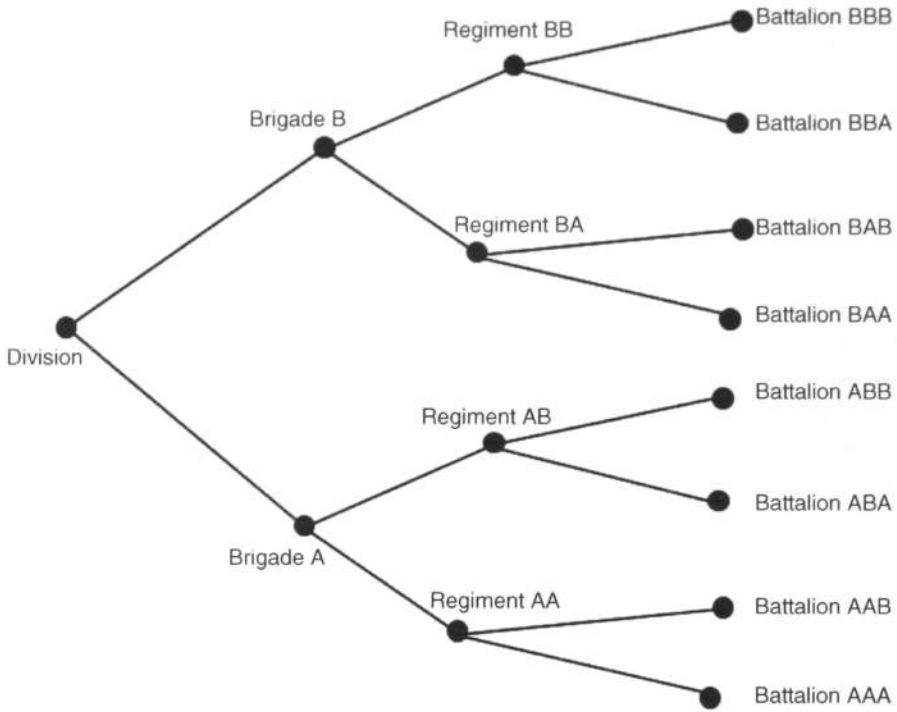 Battalion BBB
Regiment BB
Brigade B
Battalion BBA
Regiment BA
Battalion BAB
Battalion BAA
Division
Battalion ABB
Regiment AB
Battalion ABA
Brigade A
Regiment AA
Battalion AAB
Battalion AAA